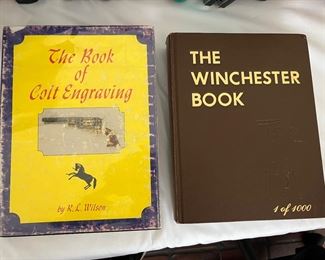 The Book
of
Colt Engraving
by R. L. Wilson
THE
WINCHESTER
BOOK
1 of 1000